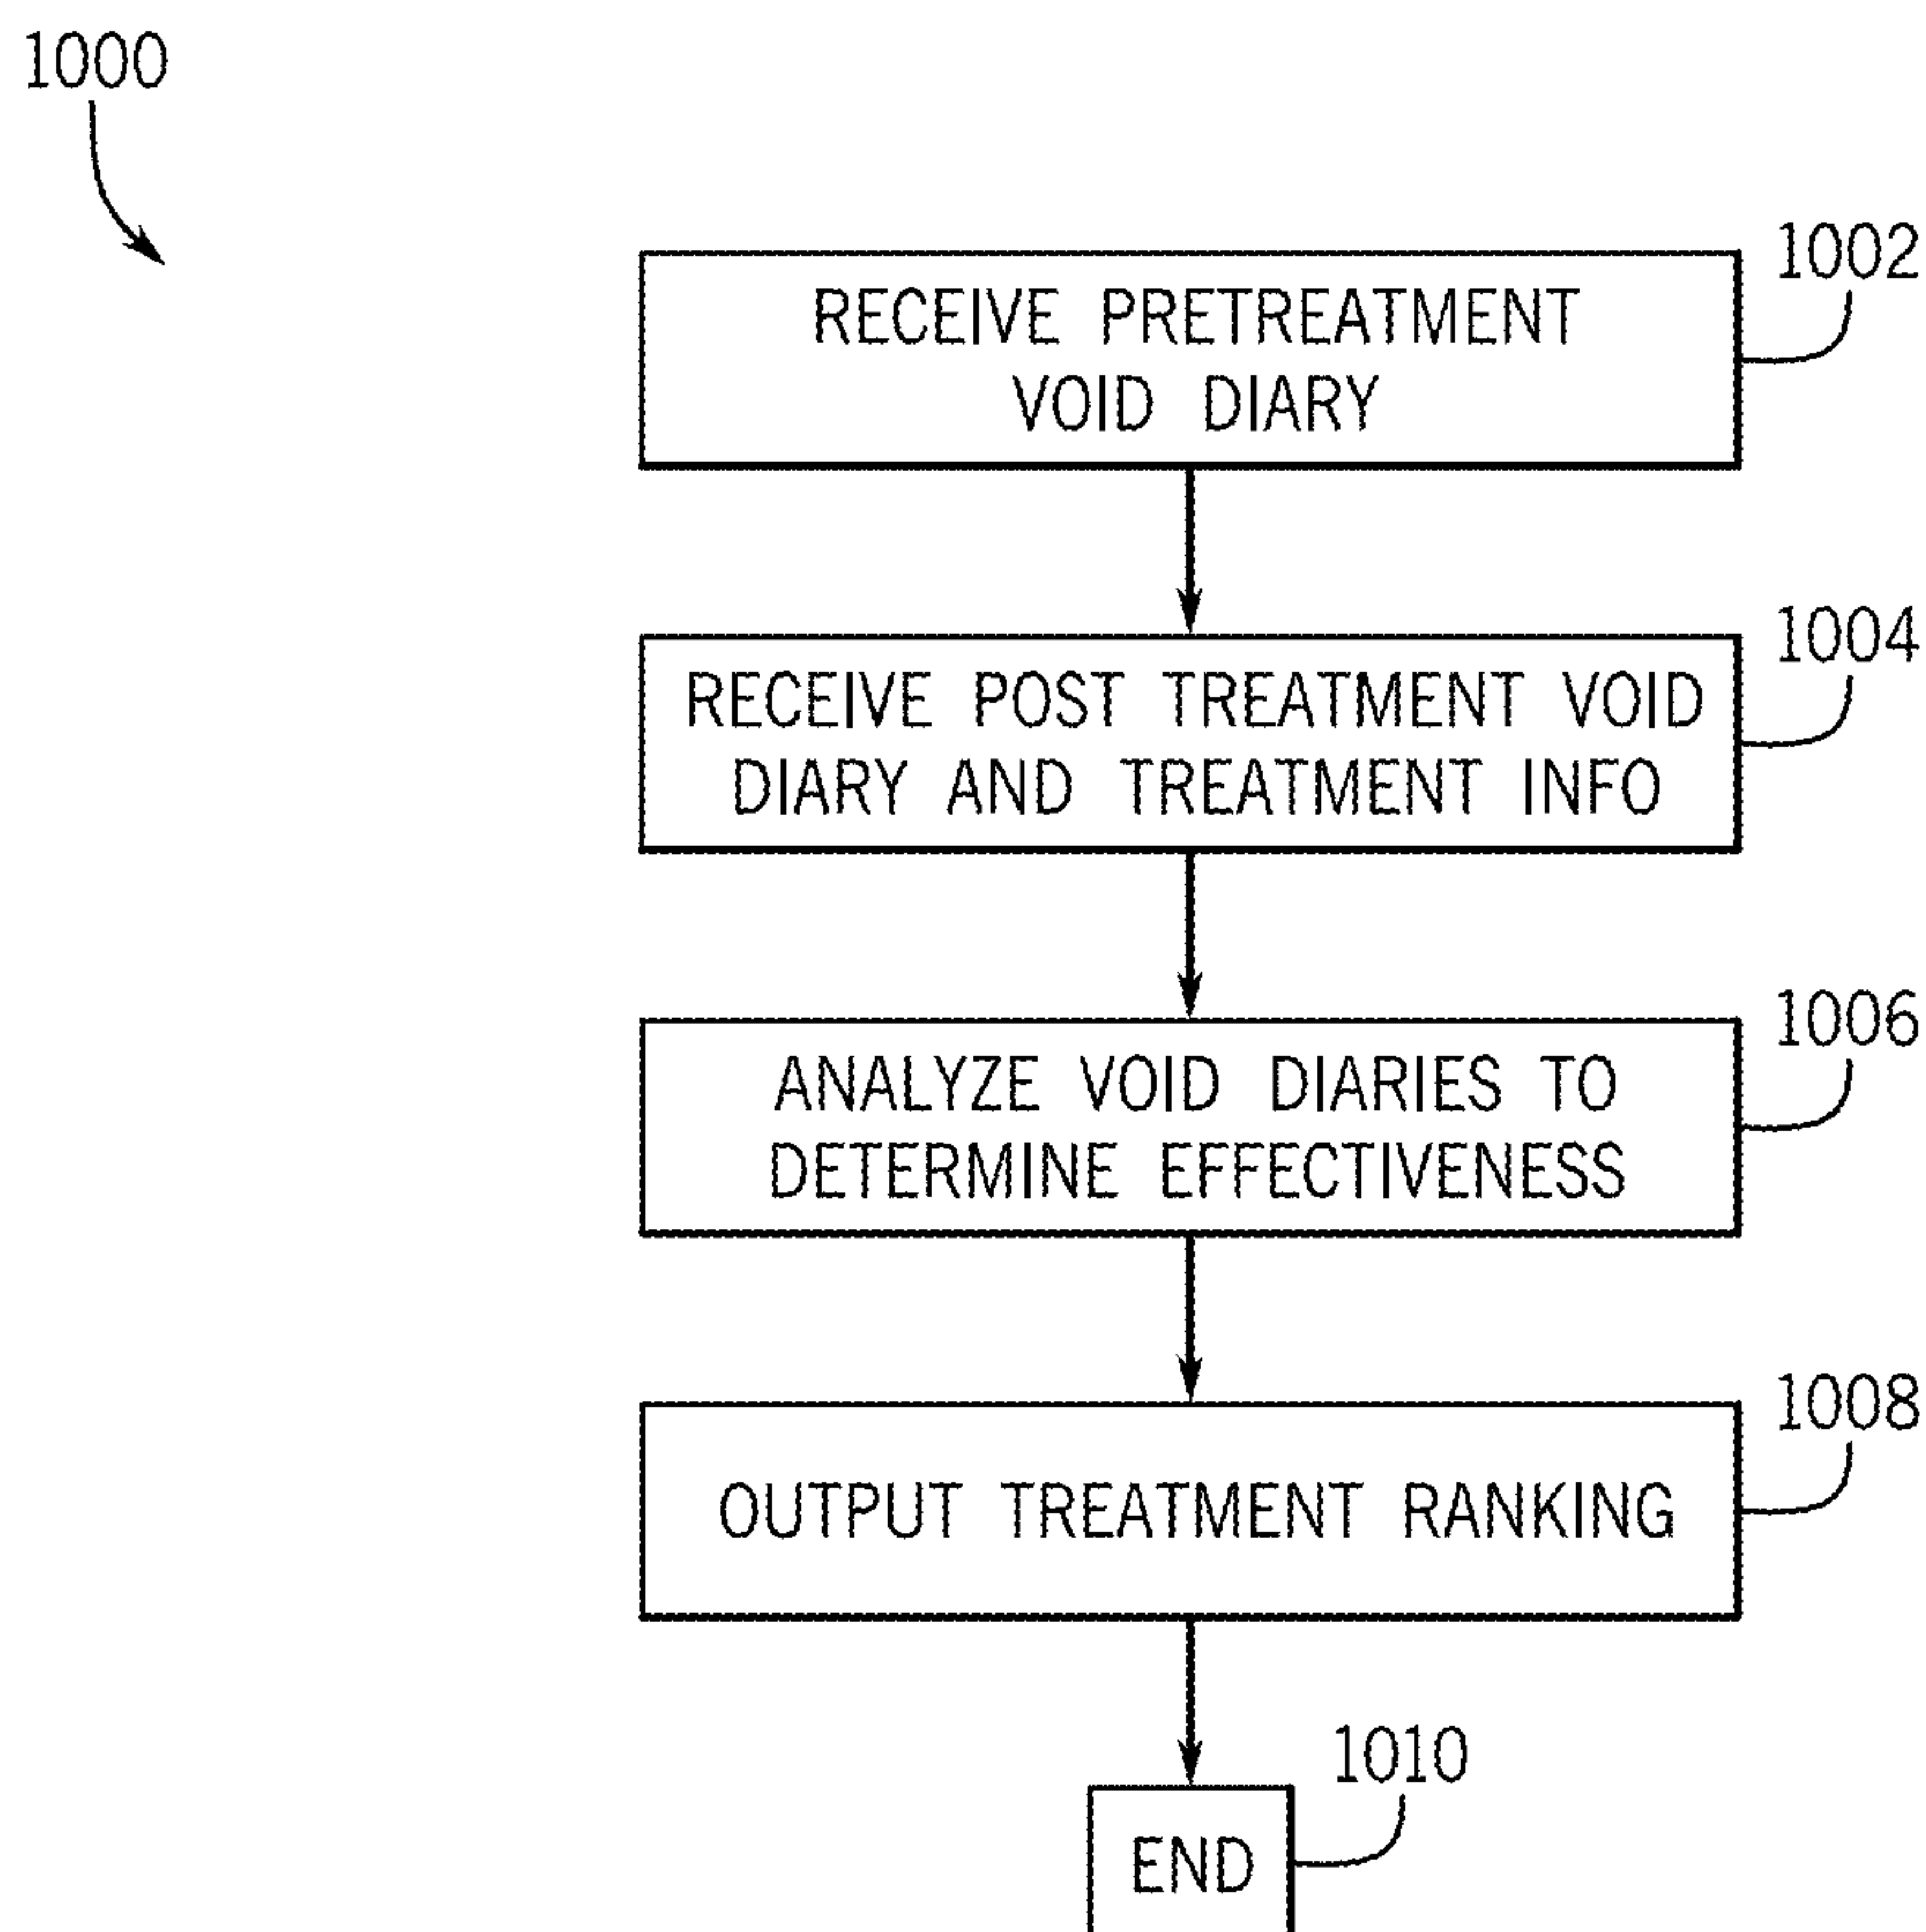 1000
1002
RECEIVE PRETREATMENT
VOID DIARY
1004
RECEIVE POST TREATMENT VOID
DIARY AND TREATMENT INFO
1006
ANALYZE VOID DIARIES TO
DETERMINE EFFECTIVENESS
1008
OUTPUT TREATMENT RANKING
1010
END